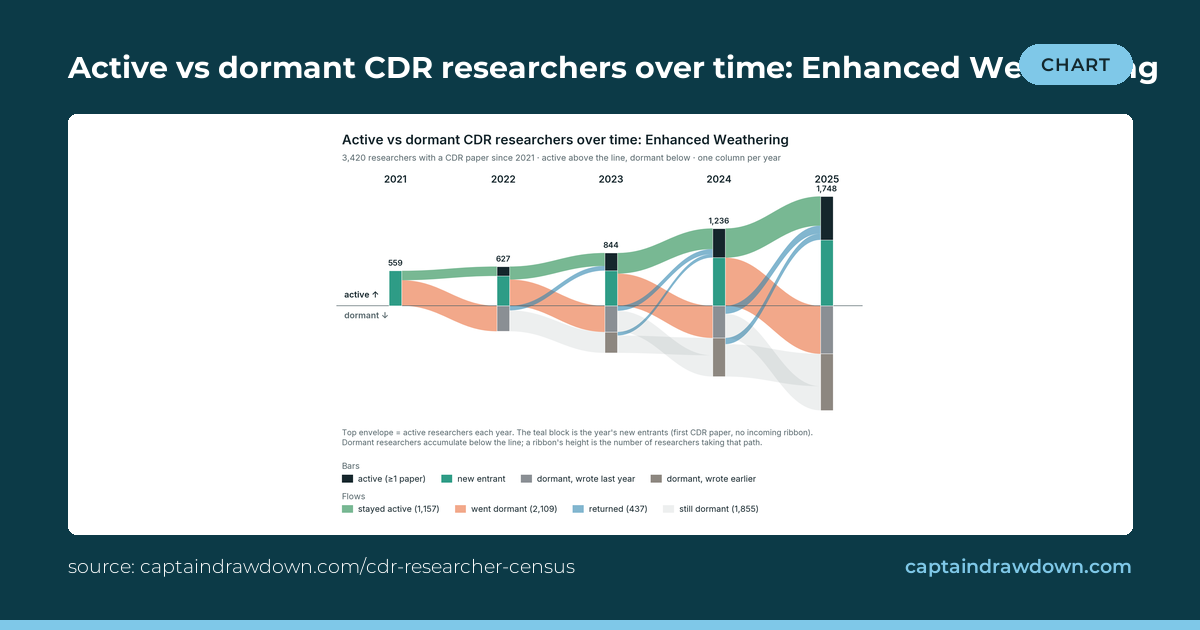 Active vs dormant CDR researchers over time: Enhanced We ng
CHART
Active vs dormant CDR researchers over time: Enhanced Weathering
3,420 researchers with a CDR paper since 2021 · active above the line, dormant below · one column per year
2021 2022 2023 2024 2025
1,748
1,236
844
627
559
active ↑
dormant ↓
Top envelope = active researchers each year. The teal block is the year's new entrants (first CDR paper, no incoming ribbon).
Dormant researchers accumulate below the line; a ribbon's height is the number of researchers taking that path.
Bars
active (≥1 paper) new entrant dormant, wrote last year dormant, wrote earlier
Flows
stayed active (1,157) went dormant (2,109) returned (437) still dormant (1,855)
source: captaindrawdown.com/cdr-researcher-census
captaindrawdown.com